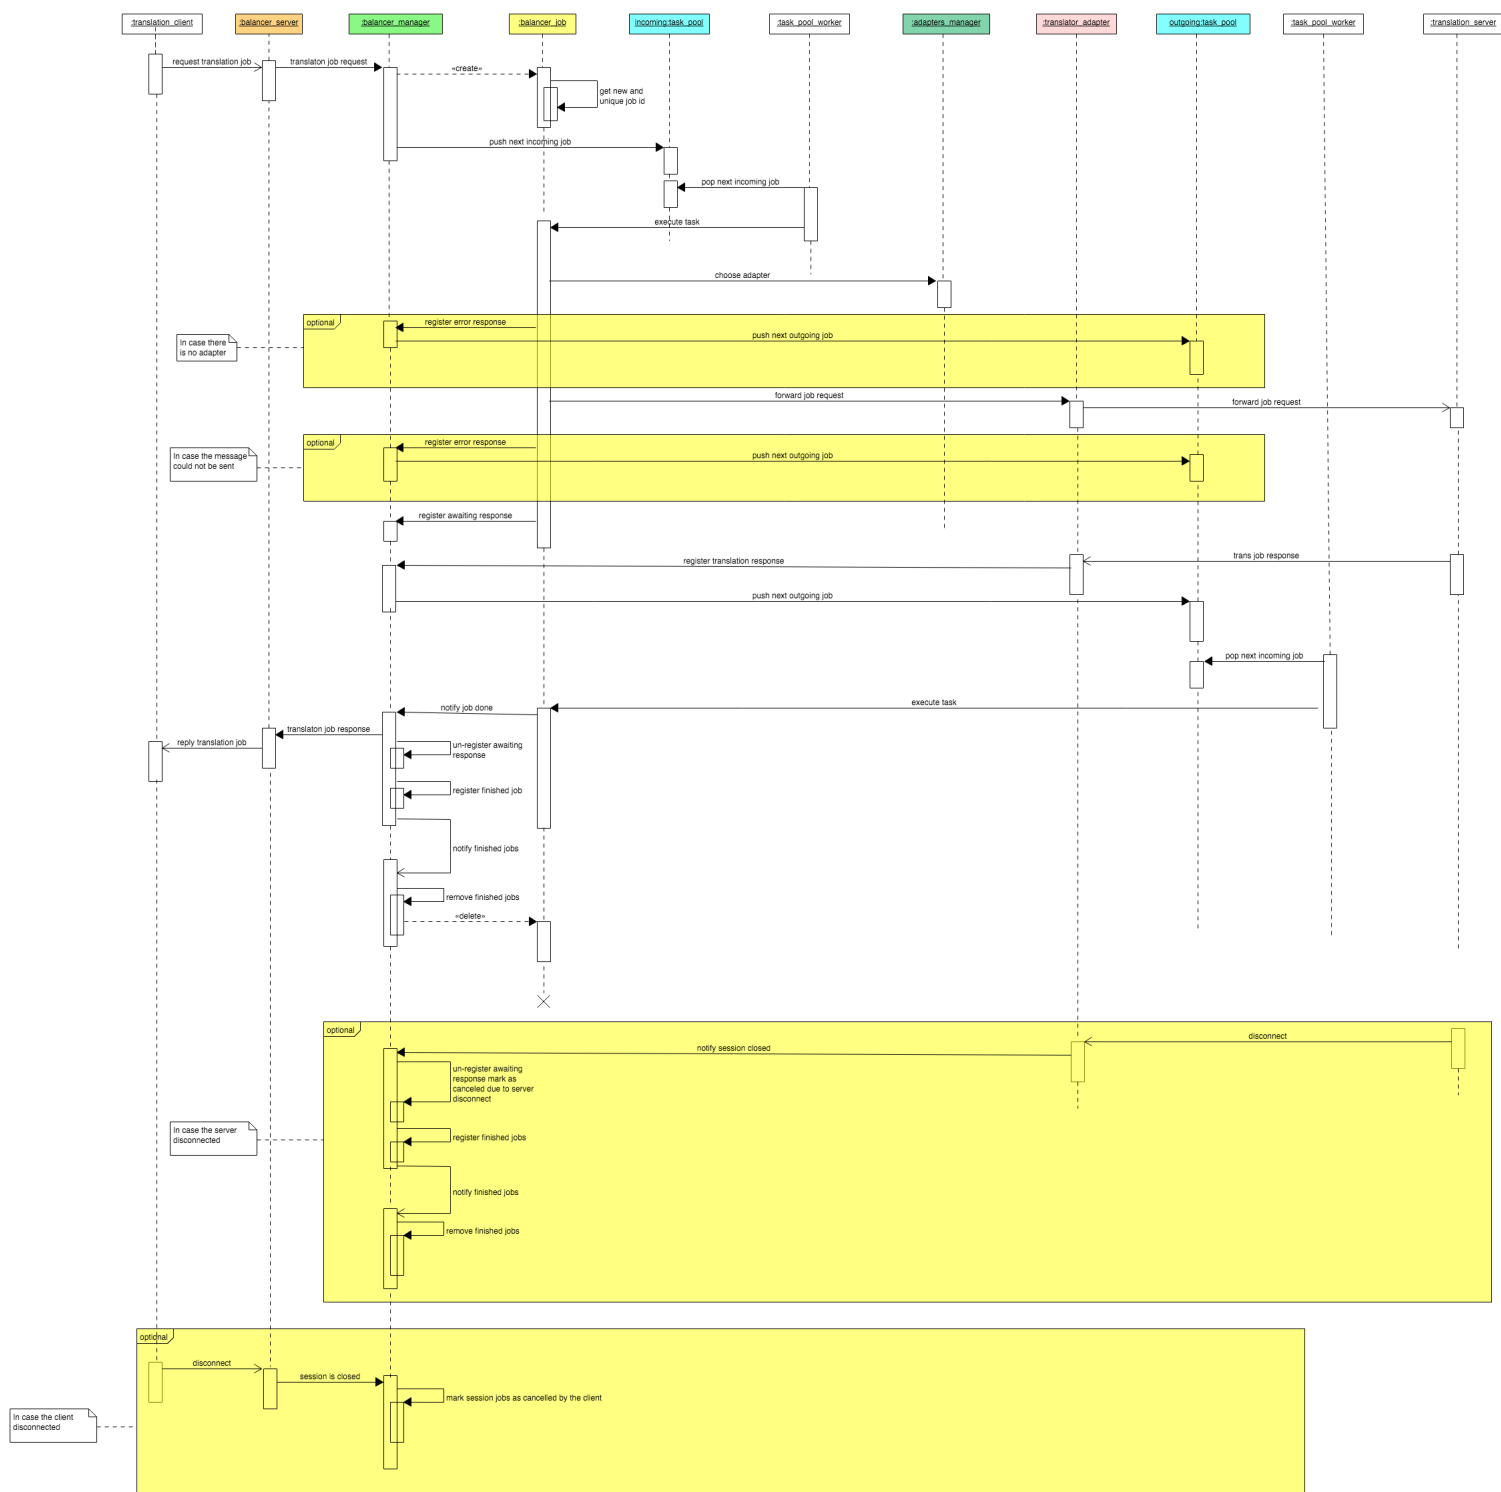 :translation_client
:balancer_server
:balancer_manager
:balancer_job
incoming:task_pool
:task_pool_worker
:adapters_manager
:translator_adapter
outgoing:task_pool
:task_pool_worker
:translation_server
request translation job
translaton job request
«create»
get new and
unique job id
push next incoming job
pop next incoming job
execute task
choose adapter
optional
register error response
push next outgoing job
In case there
is no adapter
forward job request
forward job request
optional
register error response
push next outgoing job
In case the message
could not be sent
register awaiting response
trans job response
register translation response
push next outgoing job
pop next incoming job
execute task
notify job done
translaton job response
reply translation job
un-register awaiting
response
register finished job
notify finished jobs
remove finished jobs
«delete»
optional
disconnect
notify session closed
un-register awaiting
response mark as
canceled due to server
disconnect
In case the server
disconnected
register finished jobs
notify finished jobs
remove finished jobs
optional
disconnect
session is closed
mark session jobs as cancelled by the client
In case the client
disconnected